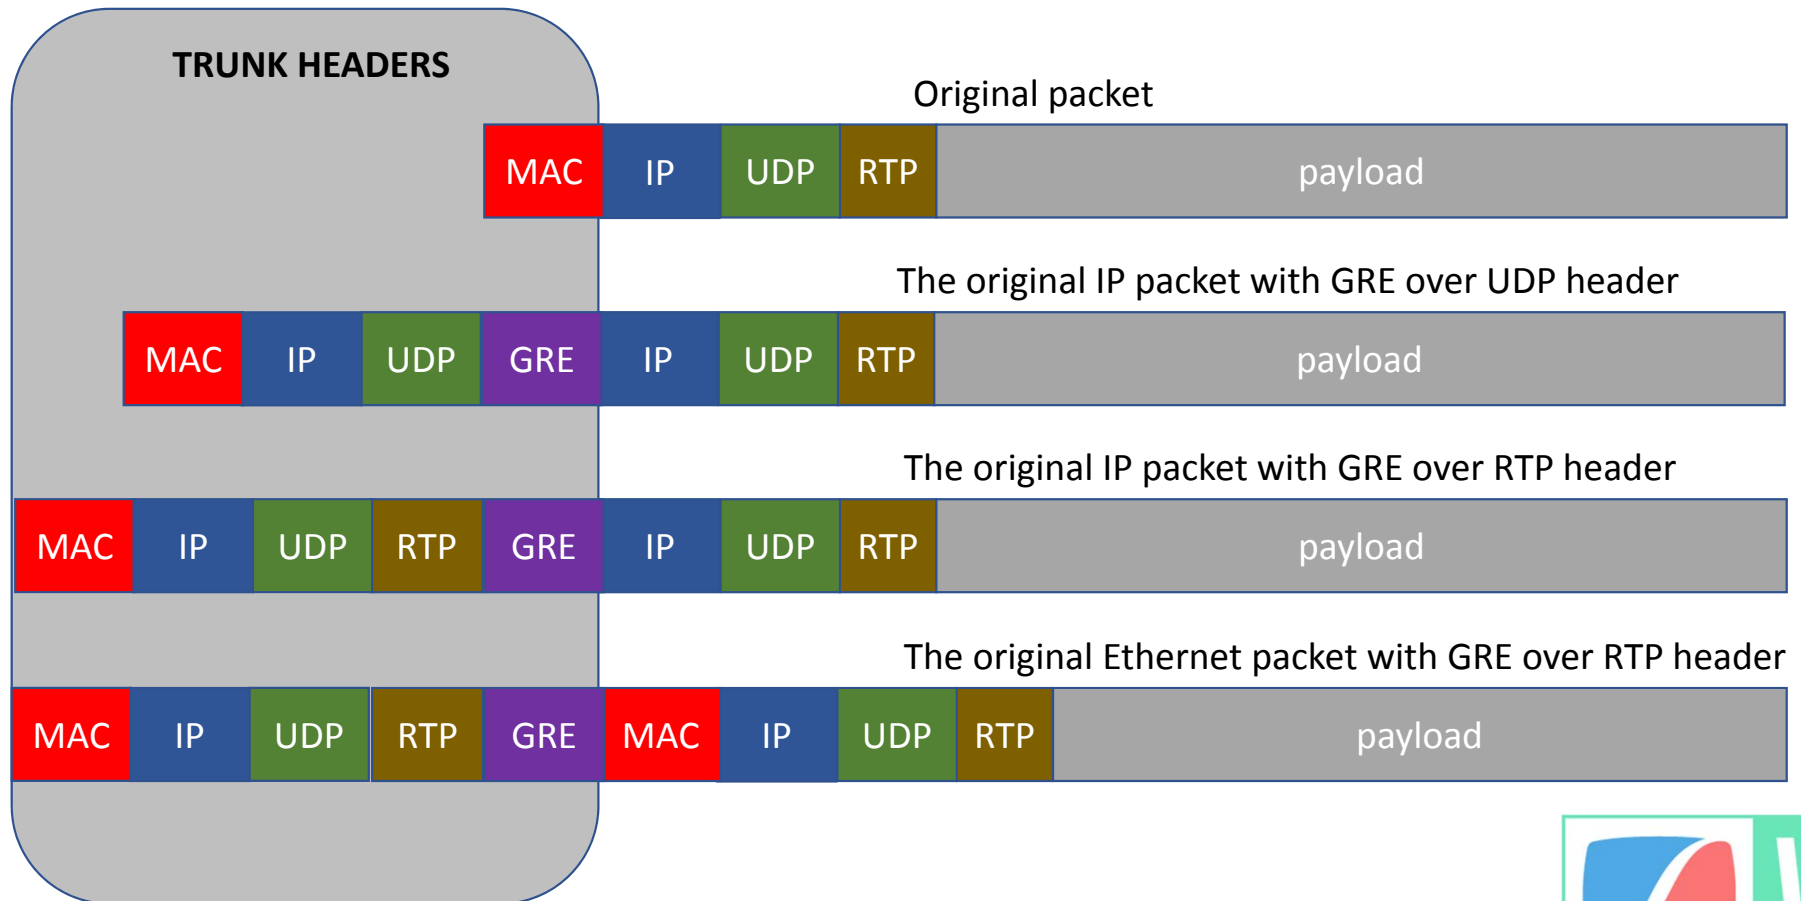 TRUNK HEADERS
Original packet
MAC IP UDP RTP payload
The original IP packet with GRE over UDP header
MAC IP UDP GRE IP UDP RTP payload
The original IP packet with GRE over RTP header
MAC IP UDP RTP GRE IP UDP RTP payload
The original Ethernet packet with GRE over RTP header
MAC IP UDP RTP GRE MAC IP UDP RTP payload